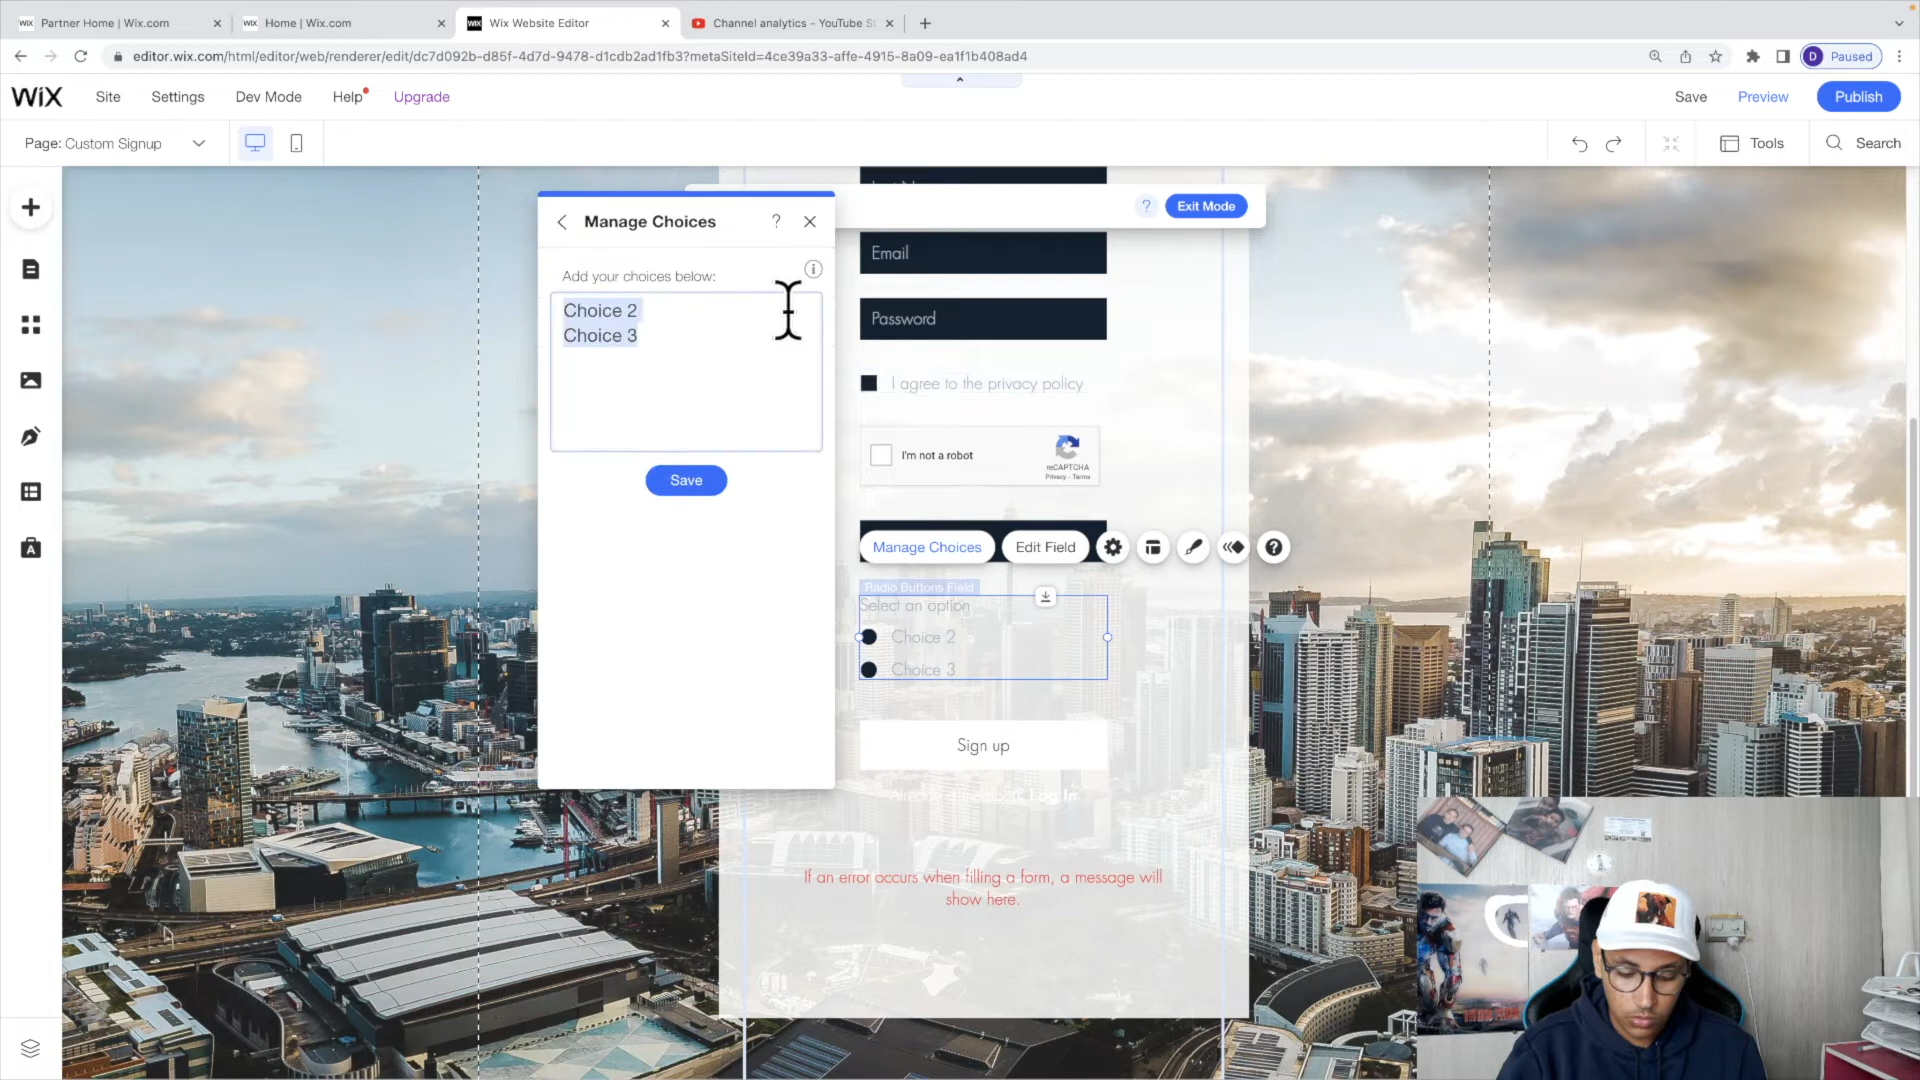 Partner Home | Wix.com
Home | Wix.com
Wix Website Editor
Channel analytics - YouTube St
editor.wix.com/html/editor/web/renderer/edit/dc7d092b-d85f-4d7d-9478-d1cdb2ad1fb3?metaSiteId=4ce39a33-affe-4915-8a09-ea1f1b408ad4
D Paused
WiX
Site
Settings
Dev Mode
Help
Upgrade
Save
Preview
Publish
Page: Custom Signup
Tools
Search
Manage Choices
?
? Exit Mode
Add your choices below:
Choice 2
Choice 3
Save
Email
Password
I agree to the privacy policy
I'm not a robot
reCAPTCHA
Privacy - Terms
Manage Choices
Edit Field
Radio Buttons Field
Select an option
Choice 2
Choice 3
Sign up
Already a member? Log In
If an error occurs when filling a form, a message will
show here.